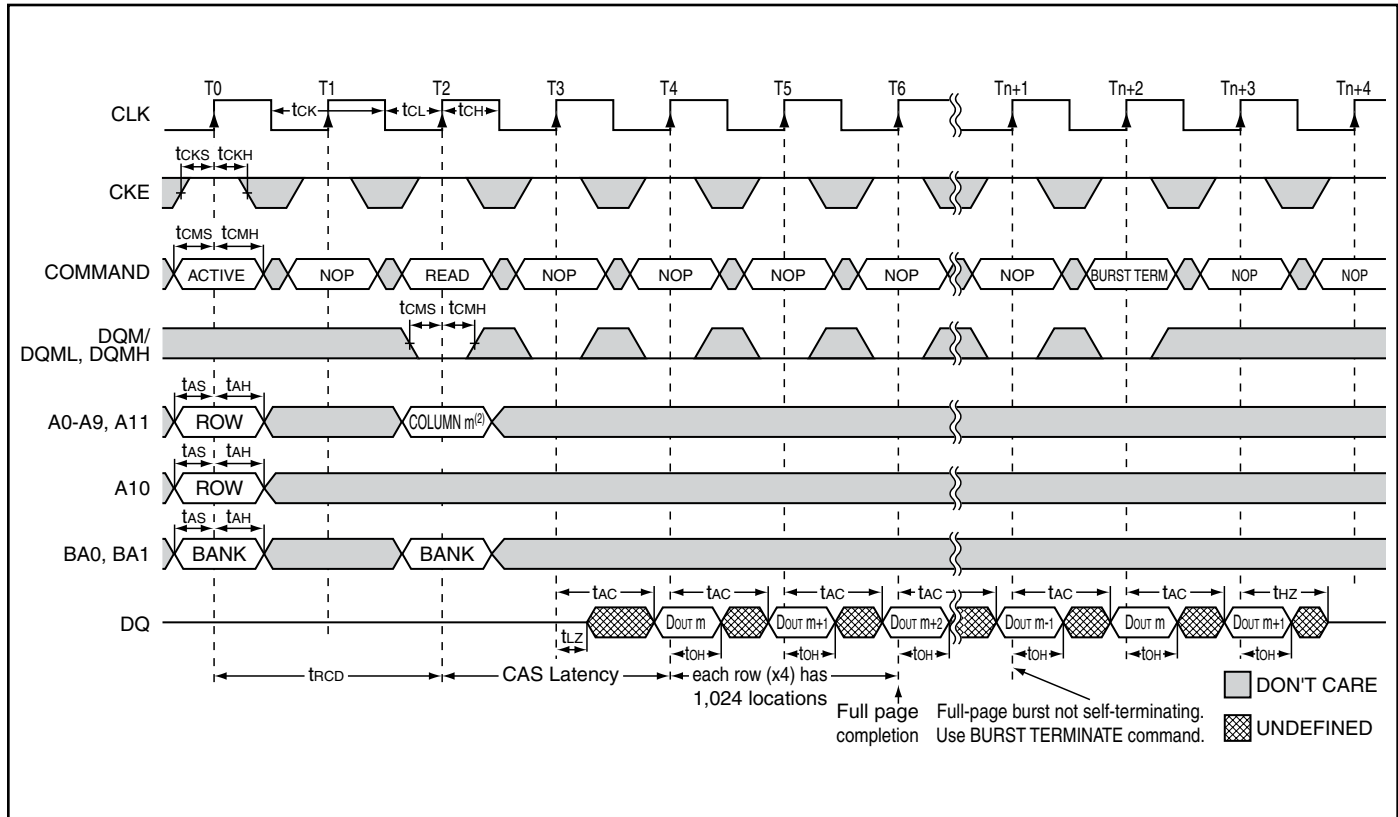 T0 T1 T2 T3 T4 T5 T6 Tn+1 Tn+2 Tn+3 Tn+4
CLK tCK tCL tCH
tCKS tCKH
CKE
tCMS tCMH
COMMAND ACTIVE NOP READ NOP NOP NOP NOP NOP BURST TERM NOP NOP
tCMS tCMH
DQM/
DQML, DQMH
tAS tAH
A0-A9, A11 ROW COLUMN m(2)
tAS tAH
A10 ROW
tAS tAH
BA0, BA1 BANK BANK
tAC tAC tAC tAC tAC tAC tHZ
DQ DOUT m DOUT m+1 DOUT m+2 DOUT m-1 DOUT m DOUT m+1
tLZ tOH tOH tOH tOH tOH tOH
tRCD CAS Latency each row (x4) has
1,024 locations
Full page
completion
Full-page burst not self-terminating.
Use BURST TERMINATE command.
DON'T CARE
UNDEFINED